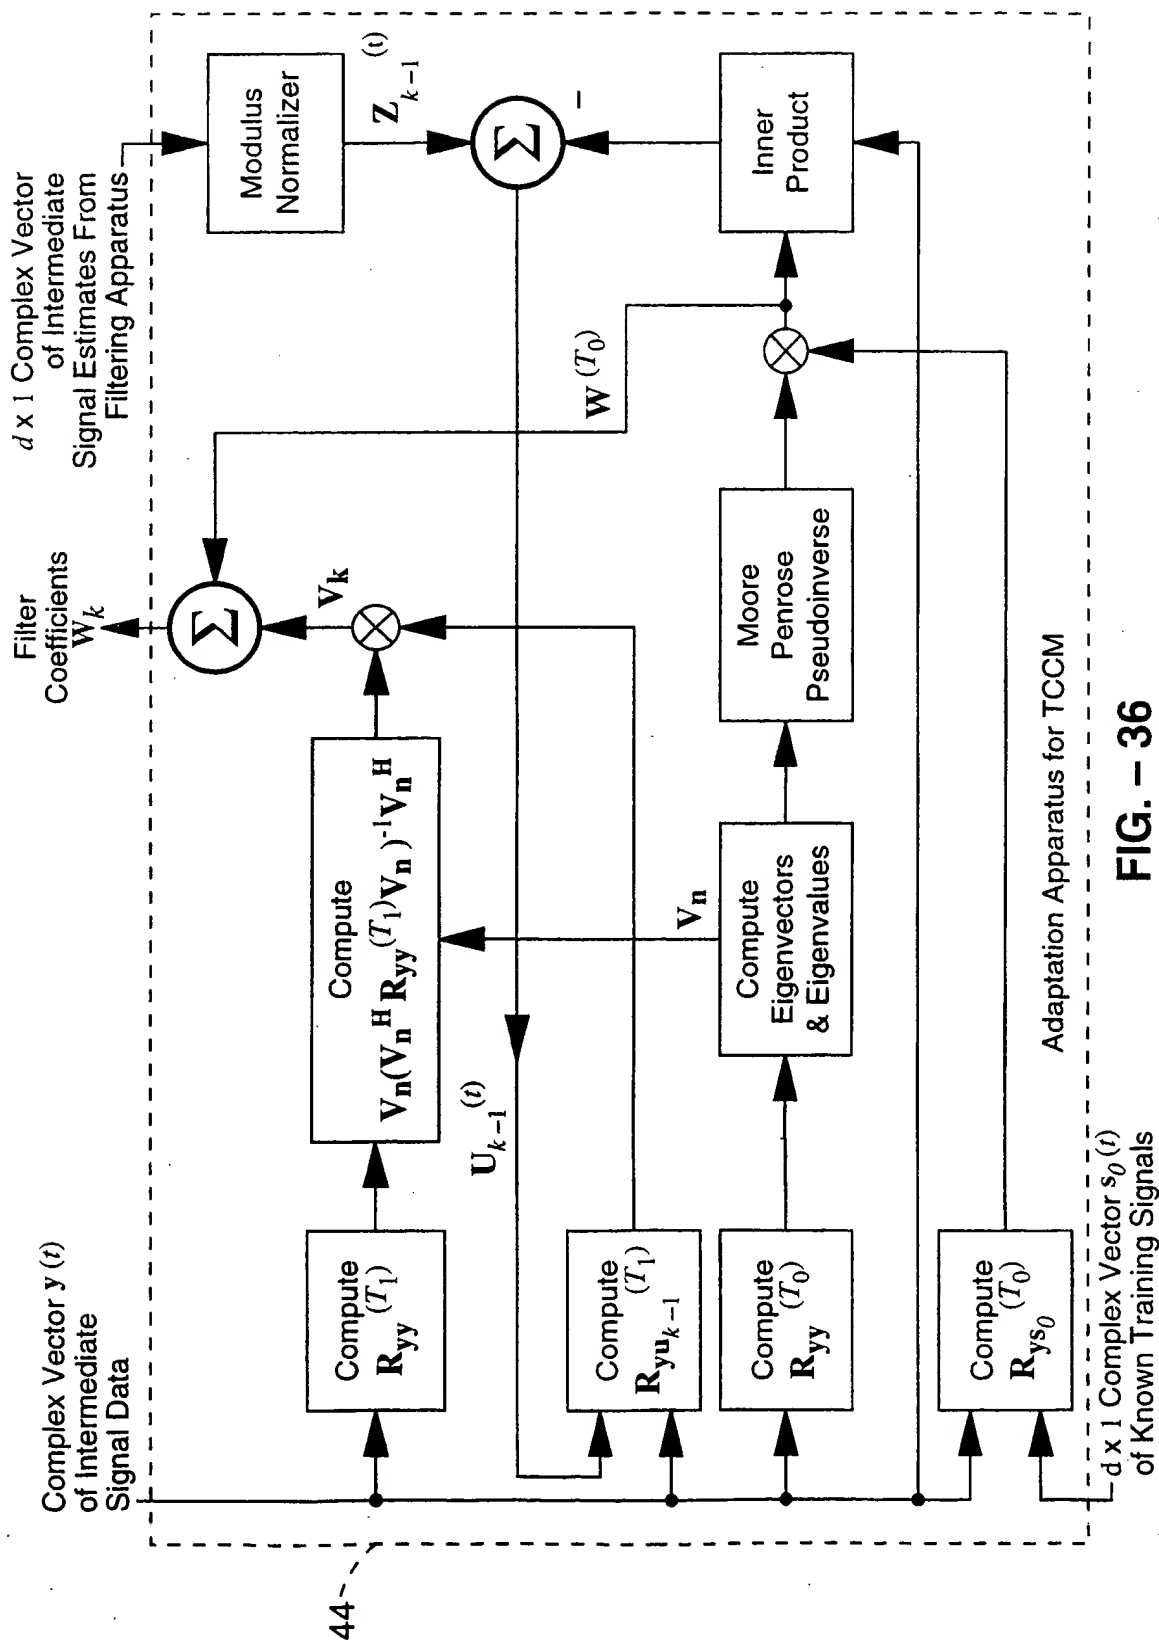 Complex Vector y (t)
of Intermediate
Signal Data
Filter
Coefficients
W_k
d x 1 Complex Vector
of Intermediate
Signal Estimates From
Filtering Apparatus
44
Compute
R_yy^(T_1)
Compute
V_n(V_n^H R_yy^(T_1) V_n)^-1 V_n^H
V_k
Σ
Modulus
Normalizer
Z_{k-1}^(t)
U_{k-1}^(t)
Σ
−
W^(T_0)
Compute
R_{yu_{k-1}}^(T_1)
V_n
Compute
R_yy^(T_0)
Compute
Eigenvectors
& Eigenvalues
Moore
Penrose
Pseudoinverse
Inner
Product
Compute
R_{ys_0}^(T_0)
Adaptation Apparatus for TCCM
d x 1 Complex Vector s_0 (t)
of Known Training Signals
FIG. – 36